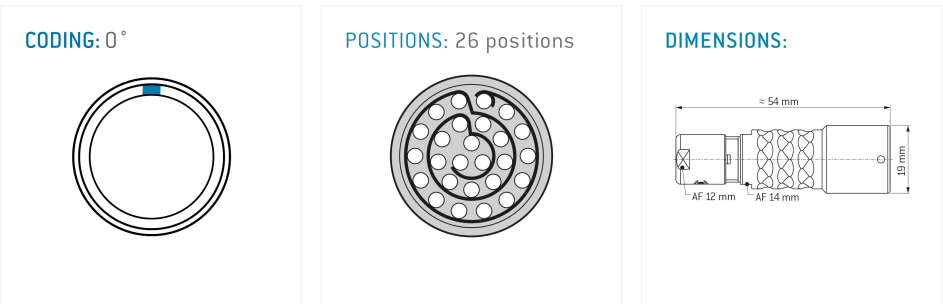 CODING: 0°
POSITIONS: 26 positions
DIMENSIONS:
≈ 54 mm
19 mm
AF 12 mm
AF 14 mm